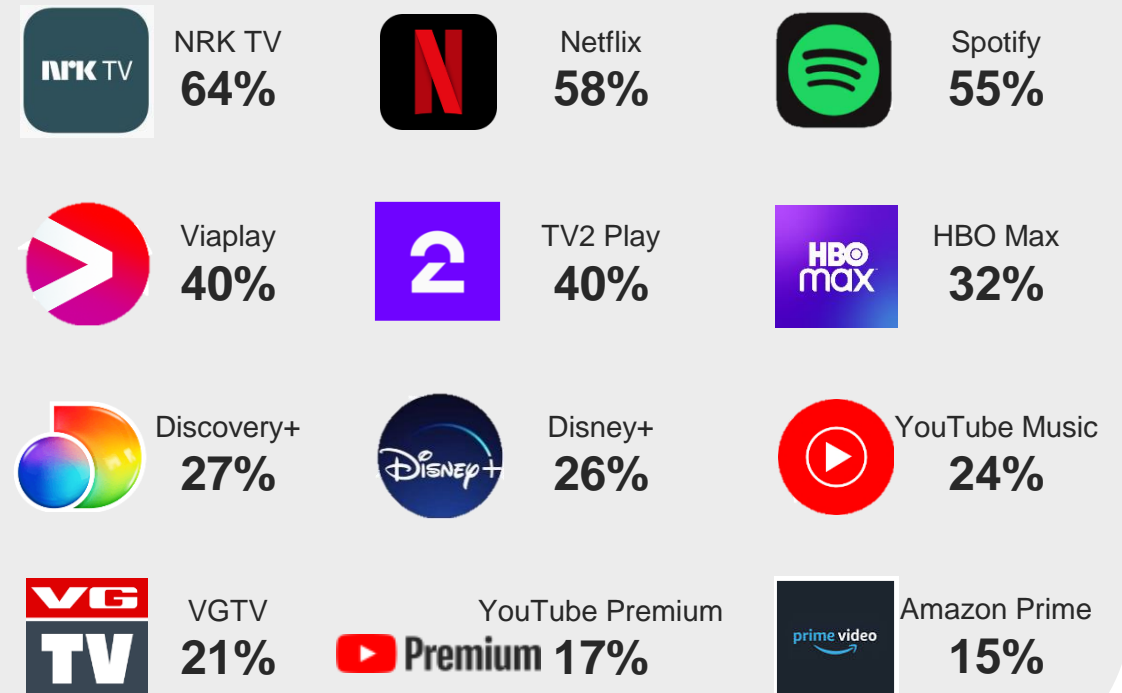 NRK TV
NRK TV
64%
Netflix
58%
Spotify
55%
Viaplay
40%
2
TV2 Play
40%
HBO
max
HBO Max
32%
Discovery+
27%
Disney+
Disney+
26%
YouTube Music
24%
VG
TV
VGTV
21%
Premium
YouTube Premium
17%
prime video
Amazon Prime
15%